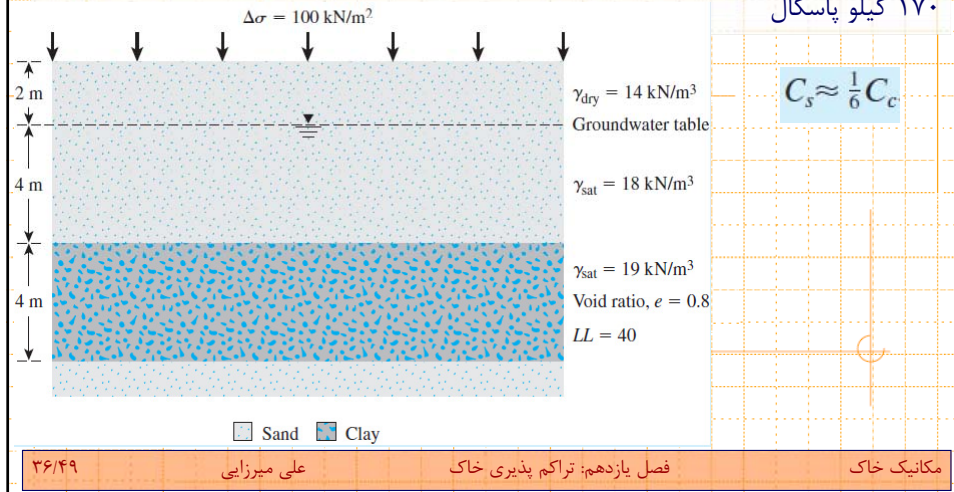 ۱۷۰ کیلو پاسکال
Δσ = 100 kN/m²
2 m
γdry = 14 kN/m³
Groundwater table
Cs ≈ 1/6 Cc
4 m
γsat = 18 kN/m³
4 m
γsat = 19 kN/m³
Void ratio, e = 0.8
LL = 40
Sand Clay
مکانیک خاک فصل یازدهم: تراکم پذیری خاک علی میرزایی ۳۶/۴۹